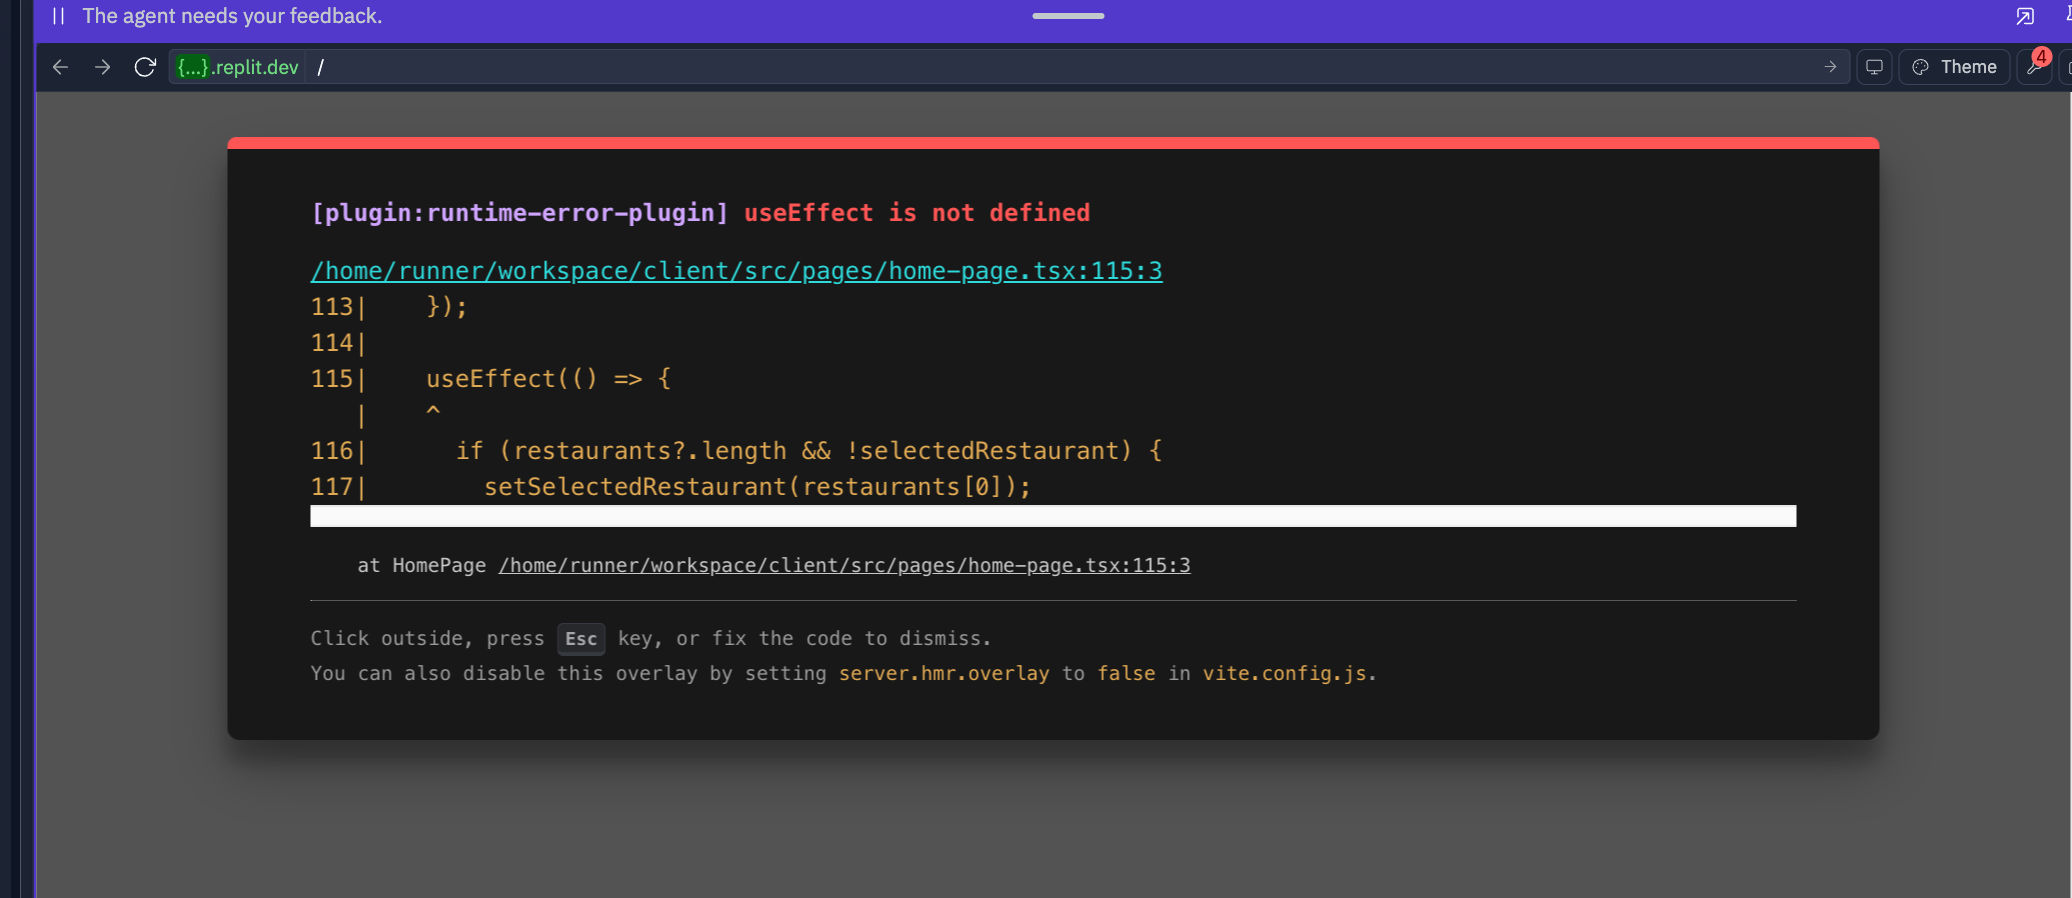 The agent needs your feedback.
{...}.replit.dev /
Theme
4
[plugin:runtime-error-plugin] useEffect is not defined
/home/runner/workspace/client/src/pages/home-page.tsx:115:3
113|    });
114|
115|    useEffect(() => {
   |    ^
116|      if (restaurants?.length && !selectedRestaurant) {
117|        setSelectedRestaurant(restaurants[0]);
at HomePage /home/runner/workspace/client/src/pages/home-page.tsx:115:3
Click outside, press Esc key, or fix the code to dismiss.
You can also disable this overlay by setting server.hmr.overlay to false in vite.config.js.